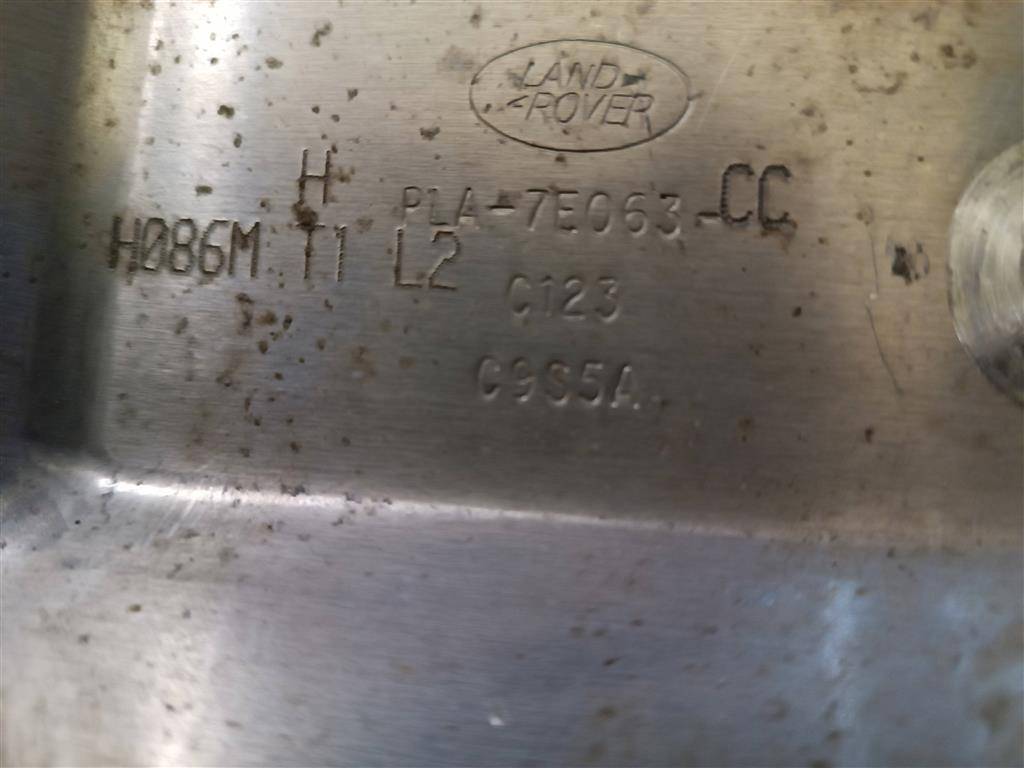 LAND
ROVER
H PLA-7E063-CC
H086M T1 L2
C123
C9S5A